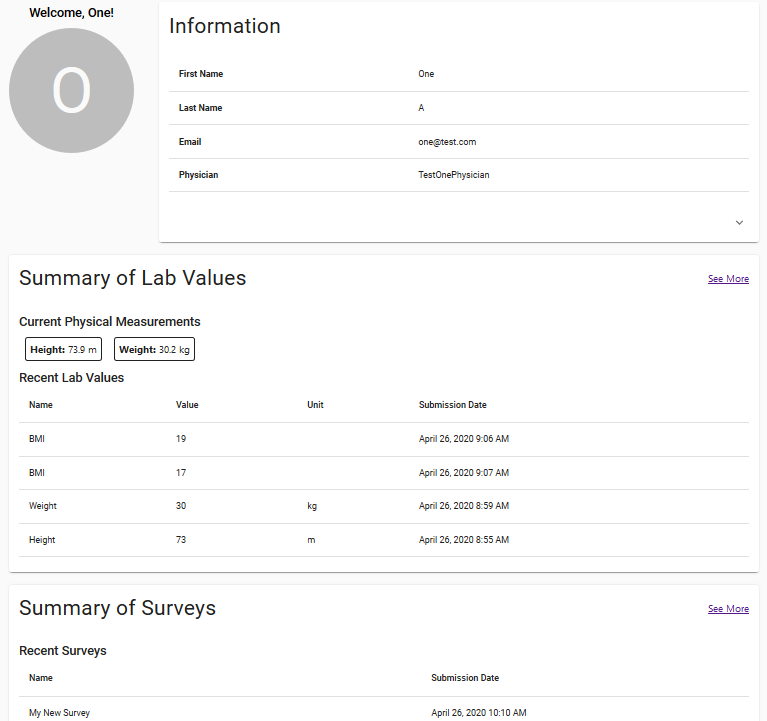 Welcome, One!
O
Information
First Name One
Last Name A
Email one@test.com
Physician TestOnePhysician
Summary of Lab Values See More
Current Physical Measurements
Height: 73.9 m Weight: 30.2 kg
Recent Lab Values
Name Value Unit Submission Date
BMI 19 April 26, 2020 9:06 AM
BMI 17 April 26, 2020 9:07 AM
Weight 30 kg April 26, 2020 8:59 AM
Height 73 m April 26, 2020 8:55 AM
Summary of Surveys See More
Recent Surveys
Name Submission Date
My New Survey April 26, 2020 10:10 AM